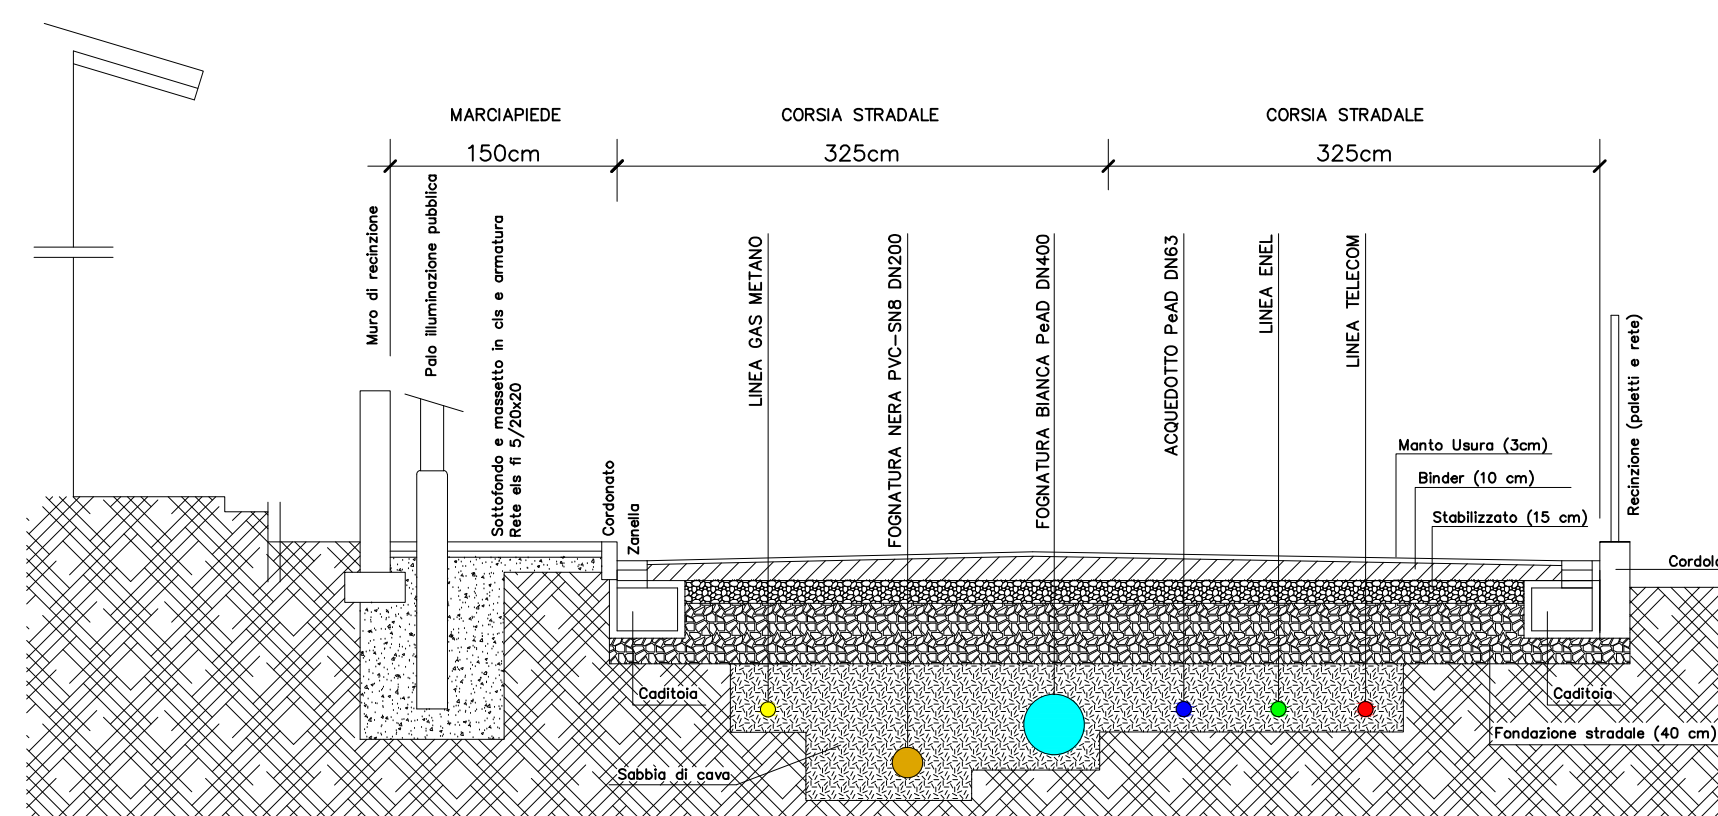 MARCIAPIEDE
CORSIA STRADALE
CORSIA STRADALE
150cm
325cm
325cm
Muro di recinzione
Palo illuminazione pubblica
Sottofondo e massetto in cls e armatura
Rete els fi 5/20x20
Cordonato
Zanella
LINEA GAS METANO
FOGNATURA NERA PVC-SN8 DN200
FOGNATURA BIANCA PeAD DN400
ACQUEDOTTO PeAD DN63
LINEA ENEL
LINEA TELECOM
Manto Usura (3cm)
Binder (10 cm)
Stabilizzato (15 cm)
Recinzione (paletti e rete)
Cordolo
Caditoia
Caditoia
Fondazione stradale (40 cm)
Sabbia di cava